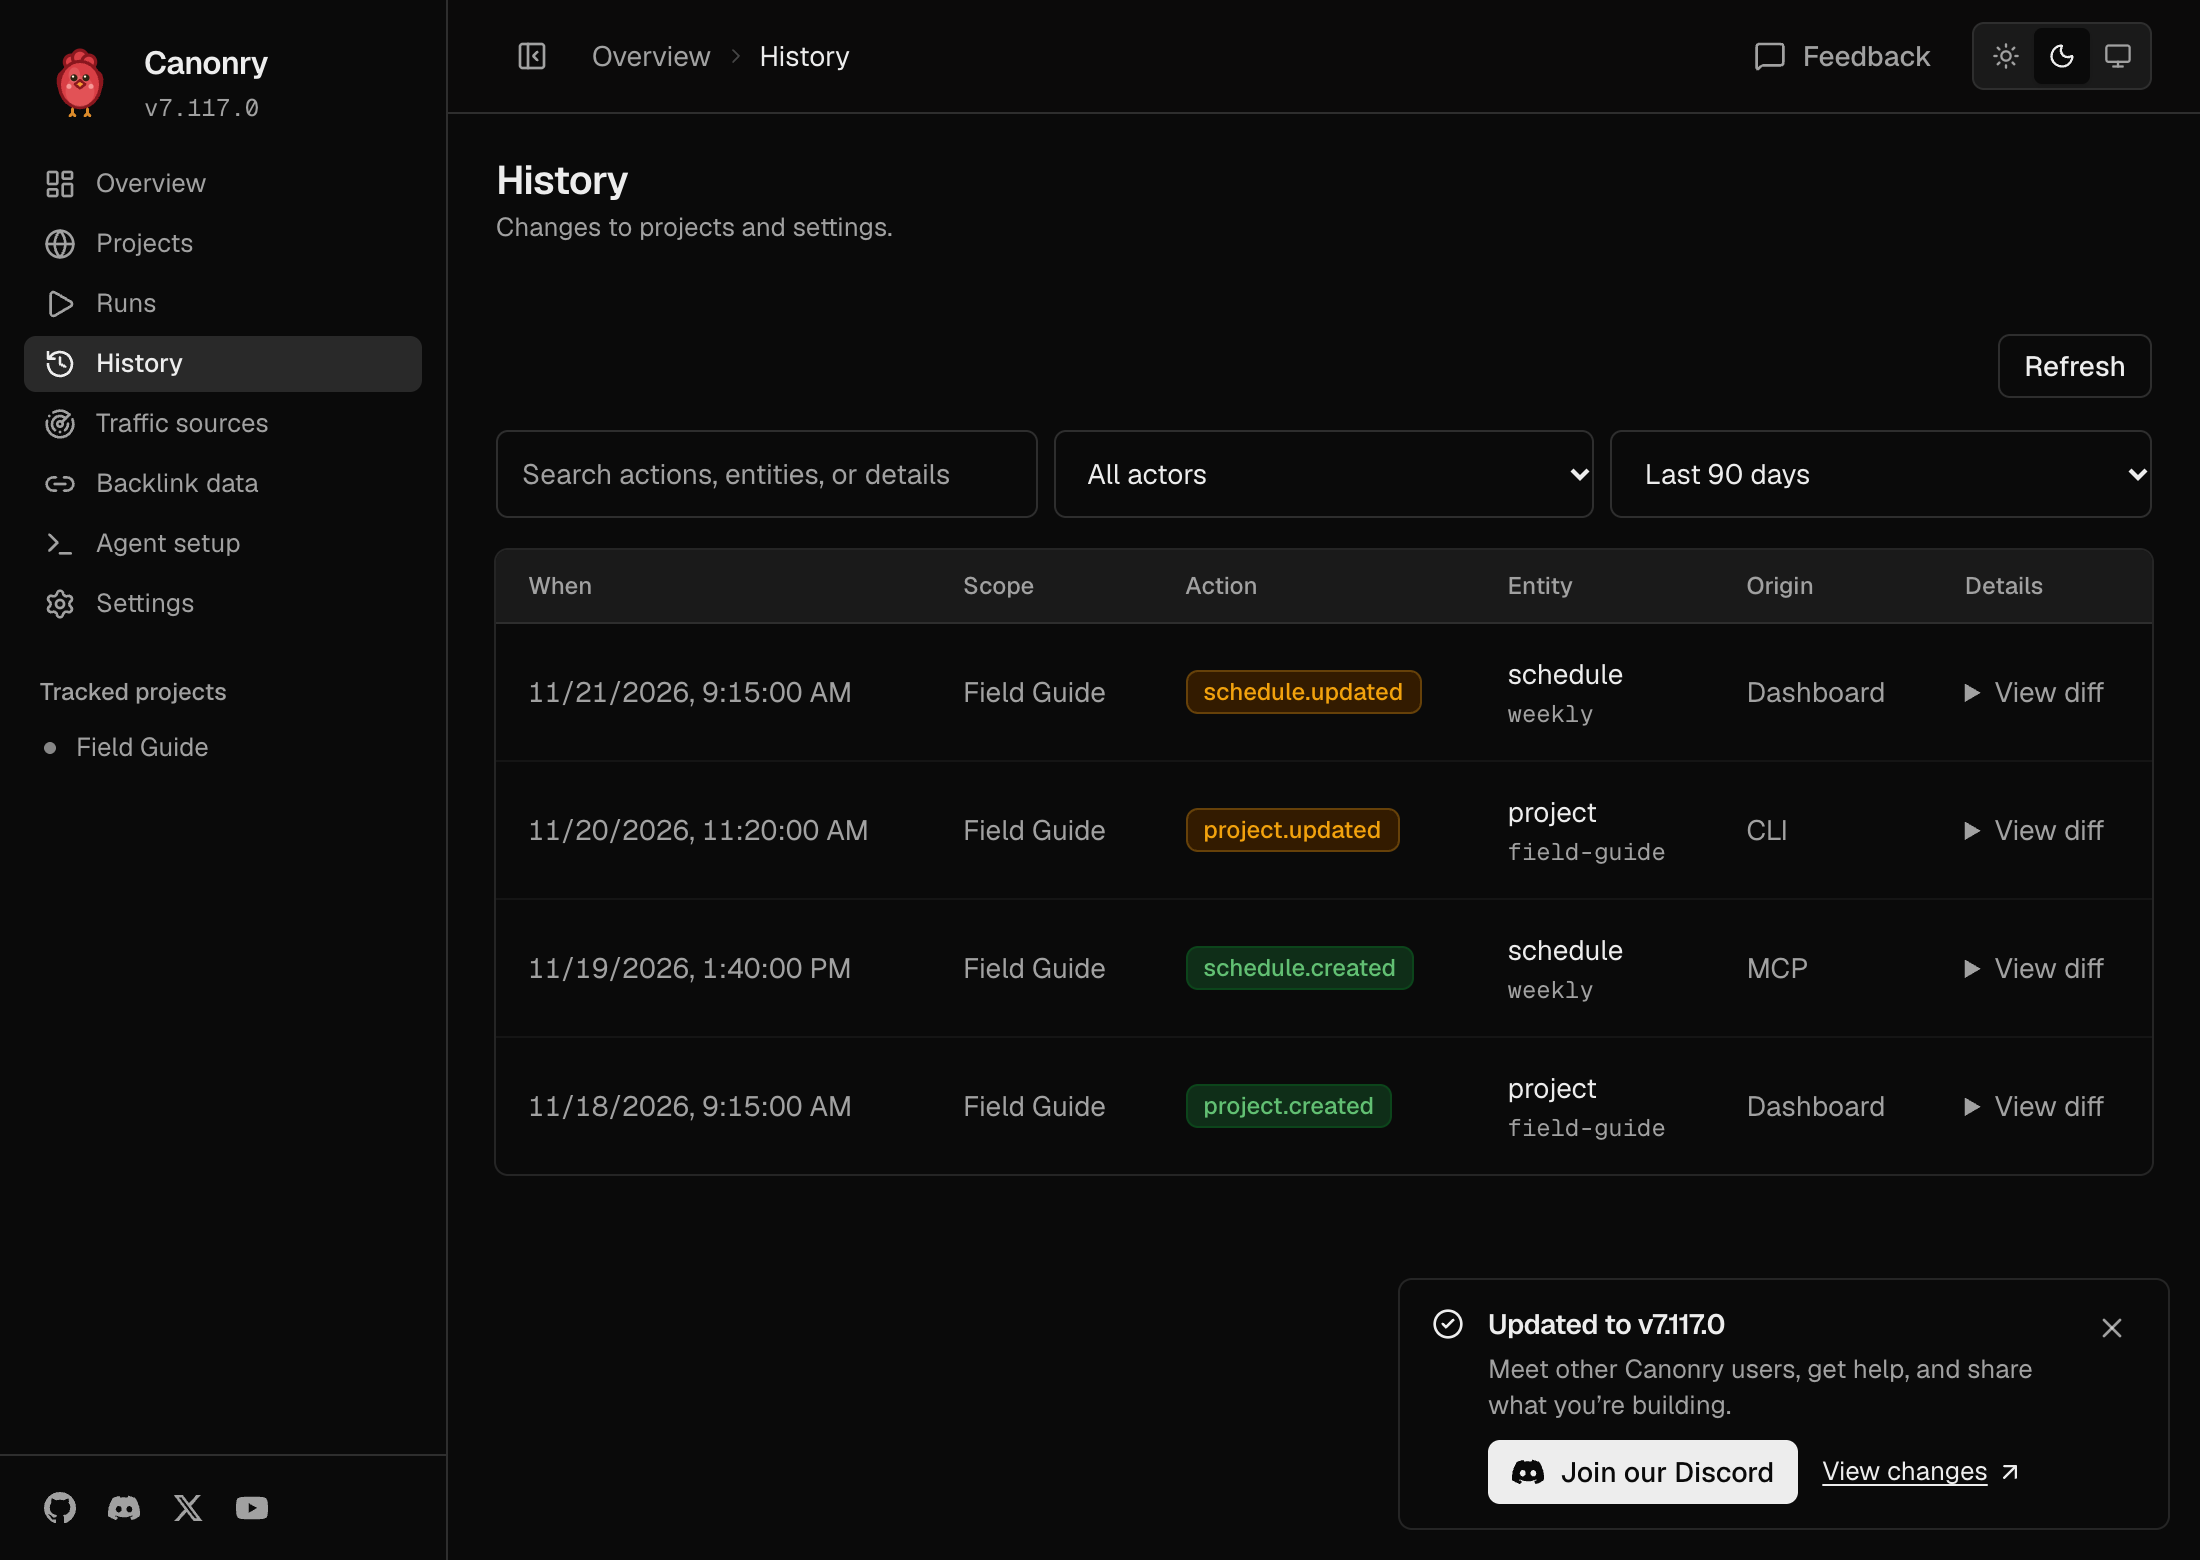 Canonry
v7.117.0
Overview
Projects
Runs
History
Traffic sources
Backlink data
Agent setup
Settings
Tracked projects
Field Guide
Overview > History
Feedback
History
Changes to projects and settings.
Refresh
Search actions, entities, or details
All actors
Last 90 days
When Scope Action Entity Origin Details
11/21/2026, 9:15:00 AM Field Guide schedule.updated schedule weekly Dashboard View diff
11/20/2026, 11:20:00 AM Field Guide project.updated project field-guide CLI View diff
11/19/2026, 1:40:00 PM Field Guide schedule.created schedule weekly MCP View diff
11/18/2026, 9:15:00 AM Field Guide project.created project field-guide Dashboard View diff
Updated to v7.117.0
Meet other Canonry users, get help, and share
what you’re building.
Join our Discord
View changes